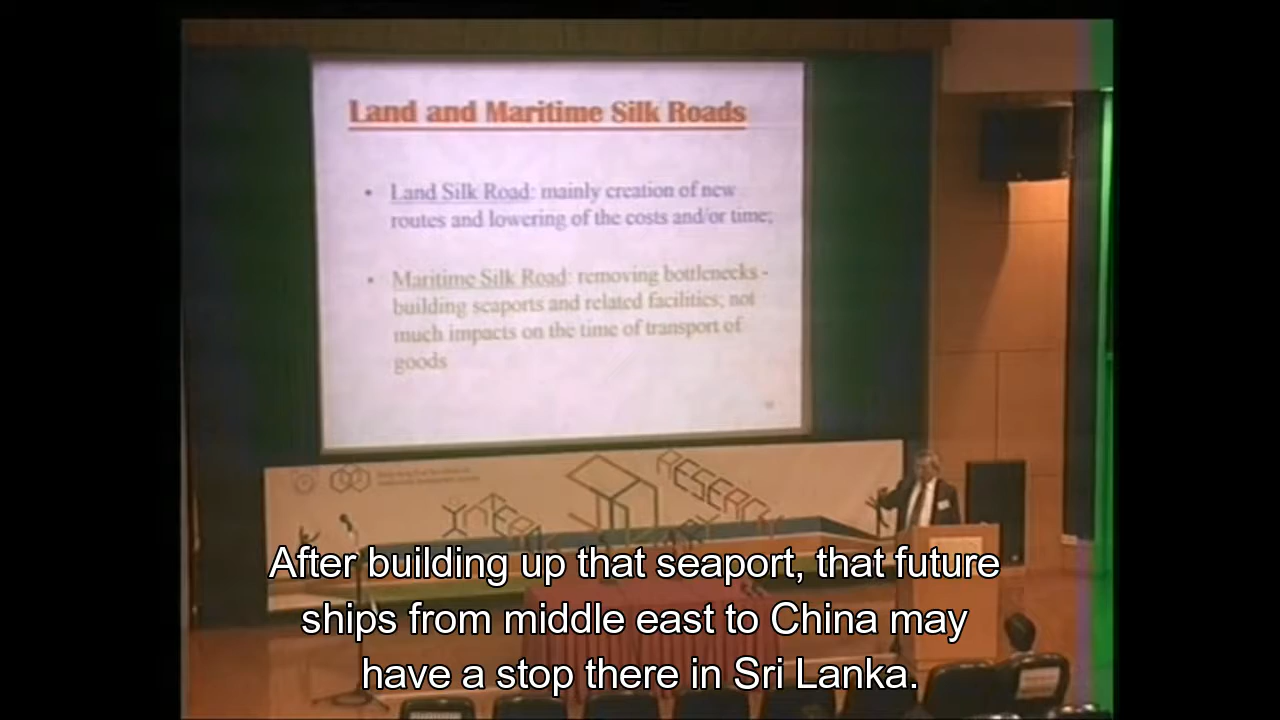 Land and Maritime Silk Roads
• Land Silk Road: mainly creation of new
routes and lowering of the costs and/or time;
• Maritime Silk Road: removing bottlenecks -
building seaports and related facilities; not
much impacts on the time of transport of
goods
RESEARCH
After building up that seaport, that future
ships from middle east to China may
have a stop there in Sri Lanka.